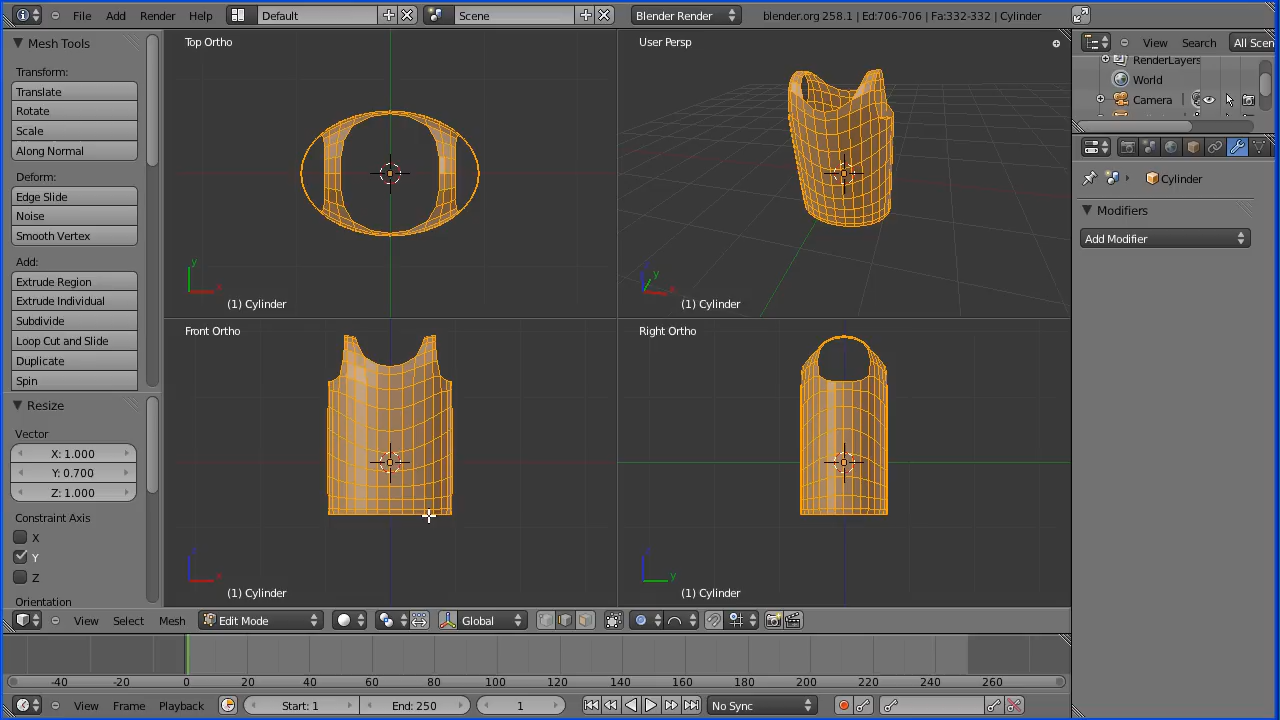 File Add Render Help Default Scene Blender Render blender.org 258.1 | Ed:706-706 | Fa:332-332 | Cylinder
Mesh Tools
Transform:
Translate
Rotate
Scale
Along Normal
Deform:
Edge Slide
Noise
Smooth Vertex
Add:
Extrude Region
Extrude Individual
Subdivide
Loop Cut and Slide
Duplicate
Spin
Resize
Vector
X: 1.000
Y: 0.700
Z: 1.000
Constraint Axis
X
Y
Z
Orientation
Top Ortho
y
x
(1) Cylinder
User Persp
z
y
x
(1) Cylinder
Front Ortho
z
x
(1) Cylinder
Right Ortho
z
y
(1) Cylinder
View Search All Scen
RenderLayers
World
Camera
Cylinder
Modifiers
Add Modifier
View Select Mesh Edit Mode Global
-40 -20 0 20 40 60 80 100 120 140 160 180 200 220 240 260
View Frame Playback Start: 1 End: 250 1 No Sync